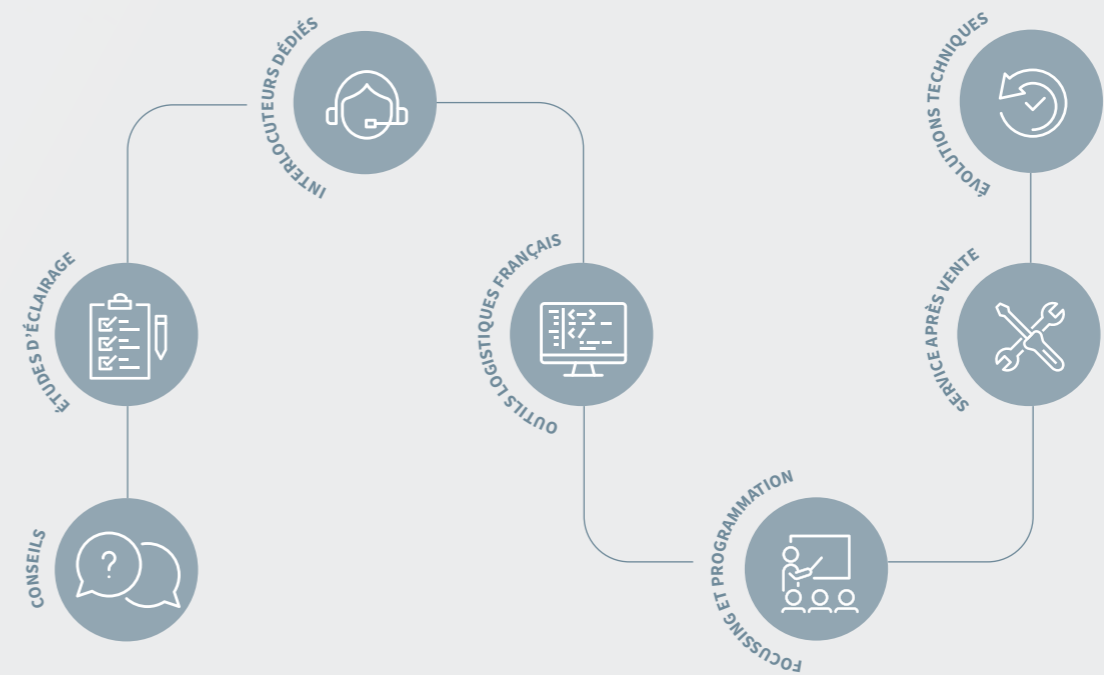 CONSEILS
ÉTUDES D'ÉCLAIRAGE
INTERLOCUTEURS DÉDIÉS
OUTILS LOGISTIQUES FRANÇAIS
FOCUSSING ET PROGRAMMATION
SERVICE APRÈS VENTE
ÉVOLUTIONS TECHNIQUES
?